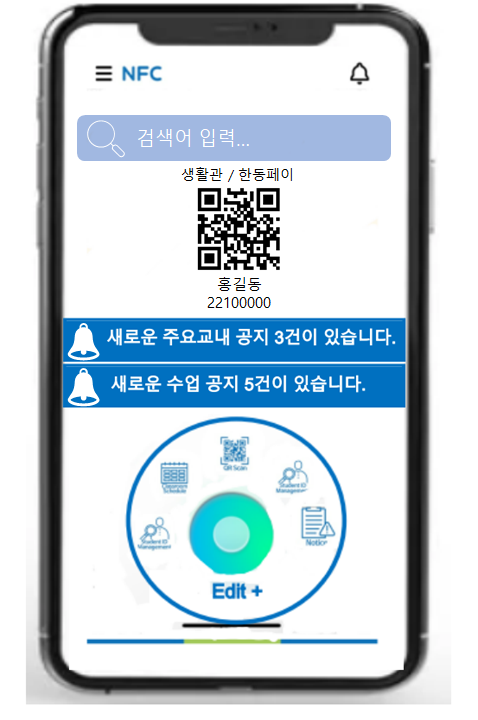 NFC
검색어 입력...
생활관 / 한동페이
홍길동
22100000
새로운 주요교내 공지 3건이 있습니다.
새로운 수업 공지 5건이 있습니다.
QR Scan
Classroom
Schedule
Student ID
Management
Student ID
Management
Notice
Edit +